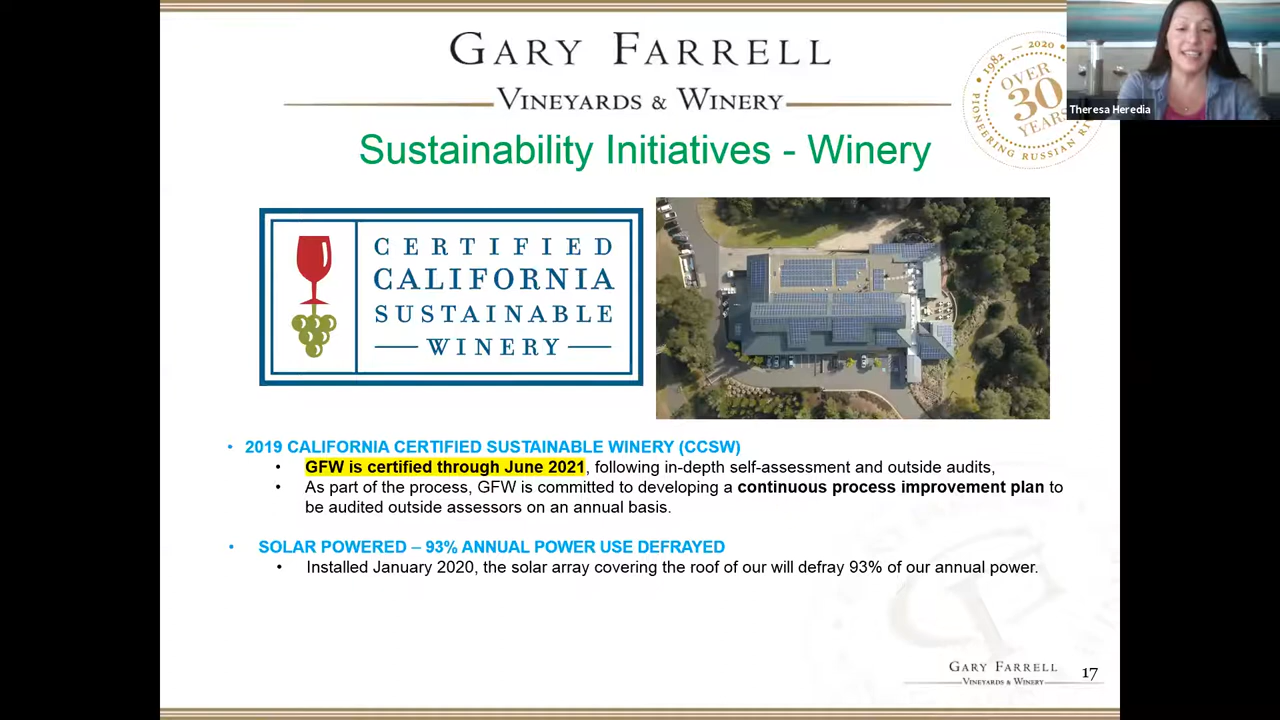 GARY FARRELL
VINEYARDS & WINERY
1982 — 2020
OVER
30
YEARS
PIONEERING RUSSIAN
Theresa Heredia
Sustainability Initiatives - Winery
CERTIFIED
CALIFORNIA
SUSTAINABLE
WINERY
• 2019 CALIFORNIA CERTIFIED SUSTAINABLE WINERY (CCSW)
• GFW is certified through June 2021, following in-depth self-assessment and outside audits,
• As part of the process, GFW is committed to developing a continuous process improvement plan to
be audited outside assessors on an annual basis.
• SOLAR POWERED – 93% ANNUAL POWER USE DEFRAYED
• Installed January 2020, the solar array covering the roof of our will defray 93% of our annual power.
GARY FARRELL
VINEYARDS & WINERY
17